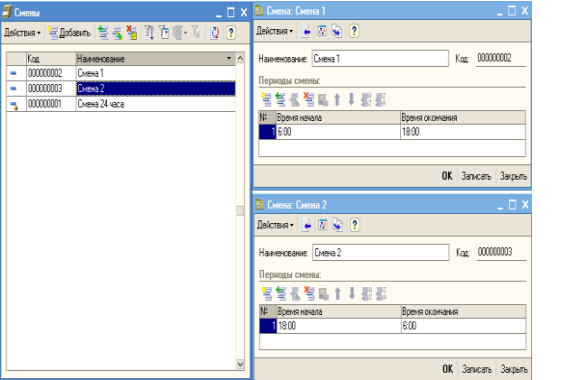 Смены
Действия Добавить ?
Код Наименование
000000002 Смена 1
000000003 Смена 2
000000001 Смена 24 часа
Смена: Смена 1
Действия ?
Наименование: Смена 1 Код: 000000002
Периоды смены:
№ Время начала Время окончания
1 6:00 18:00
OK Записать Закрыть
Смена: Смена 2
Действия ?
Наименование: Смена 2 Код: 000000003
Периоды смены:
№ Время начала Время окончания
1 18:00 6:00
OK Записать Закрыть